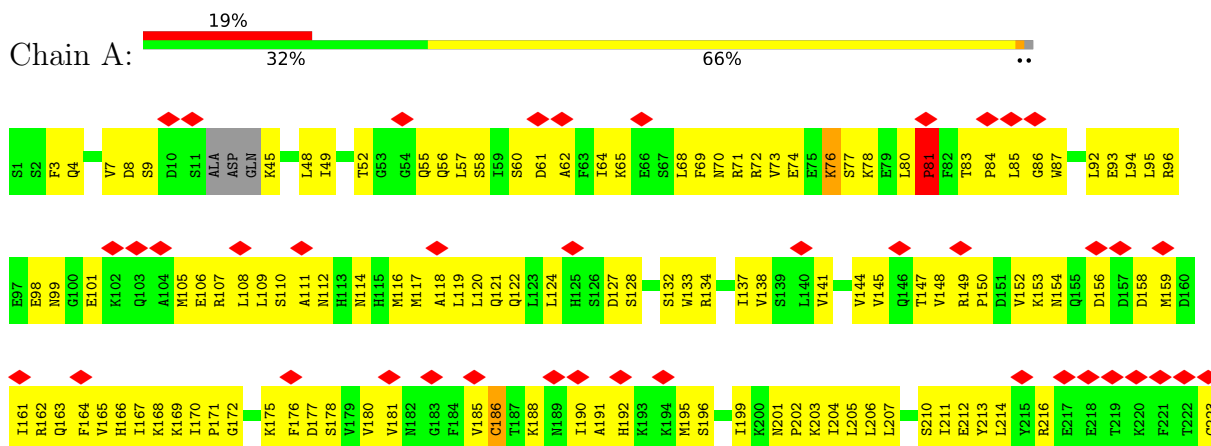 19%
Chain A:
32% 66% ••
S1 S2 F3 Q4 V7 D8 S9 D10 S11 ALA ASP GLN K45 L48 I49 T52 G53 G54 Q55 Q56 L57 S58 I59 S60 D61 A62 F63 I64 K65 E66 S67 L68 F69 N70 R71 R72 V73 E74 E75 K76 S77 K78 E79 L80 P81 F82 T83 P84 L85 G86 W87 L92 E93 L94 L95 R96
E97 E98 N99 G100 E101 K102 Q103 A104 M105 E106 R107 L108 L109 S110 A111 N112 H113 N114 H115 M116 M117 A118 L119 L120 Q121 Q122 L123 L124 H125 S126 D127 S128 S132 W133 R134 I137 V138 S139 L140 V141 V144 V145 Q146 T147 V148 R149 P150 D151 V152 K153 N154 Q155 D156 D157 D158 M159 D160
I161 R162 Q163 F164 V165 H166 I167 K168 K169 I170 P171 G172 K175 F176 D177 S178 V179 V180 V181 N182 G183 F184 V185 C186 T187 K188 N189 I190 A191 H192 K193 K194 M195 S196 I199 K200 N201 P202 K203 I204 L205 L206 L207 S210 I211 E212 Y213 L214 Y215 R216 E217 E218 T219 K220 F221 T222